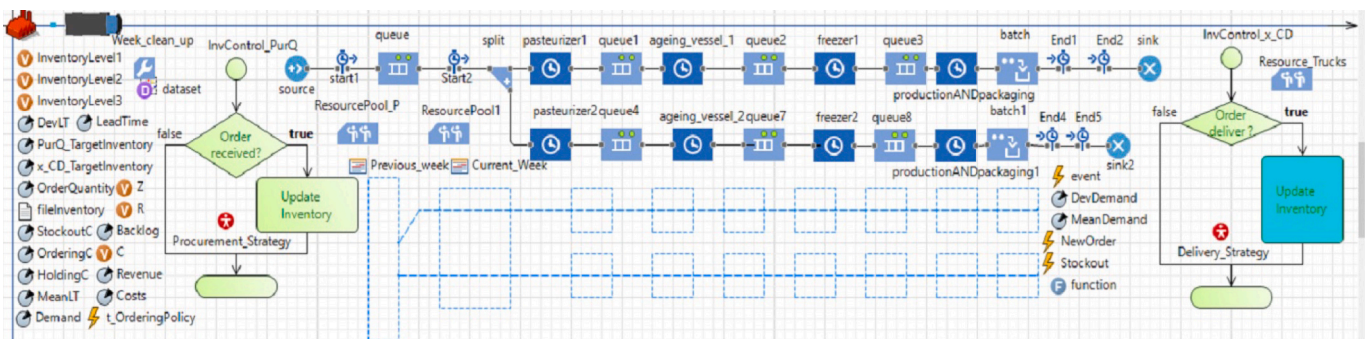 Week_clean_up
InvControl_PurQ
queue
split
pasteurizer1
queue1
ageing_vessel_1
queue2
freezer1
queue3
batch
End1
End2
sink
InvControl_x_CD
Resource_Trucks
InventoryLevel1
InventoryLevel2
InventoryLevel3
dataset
source
start1
Start2
productionANDpackaging
DevLT
LeadTime
PurQ_TargetInventory
x_CD_TargetInventory
OrderQuantity
Z
fileInventory
R
StockoutC
Backlog
OrderingC
C
HoldingC
Revenue
MeanLT
Costs
Demand
t_OrderingPolicy
false
Order
received?
true
Update
Inventory
Procurement_Strategy
ResourcePool_P
ResourcePool1
Previous_week
Current_Week
pasteurizer2
queue4
ageing_vessel_2
queue7
freezer2
queue8
productionANDpackaging1
batch1
End4
End5
sink2
event
DevDemand
MeanDemand
NewOrder
Stockout
F
function
false
Order
deliver ?
true
Update
Inventory
Delivery_Strategy